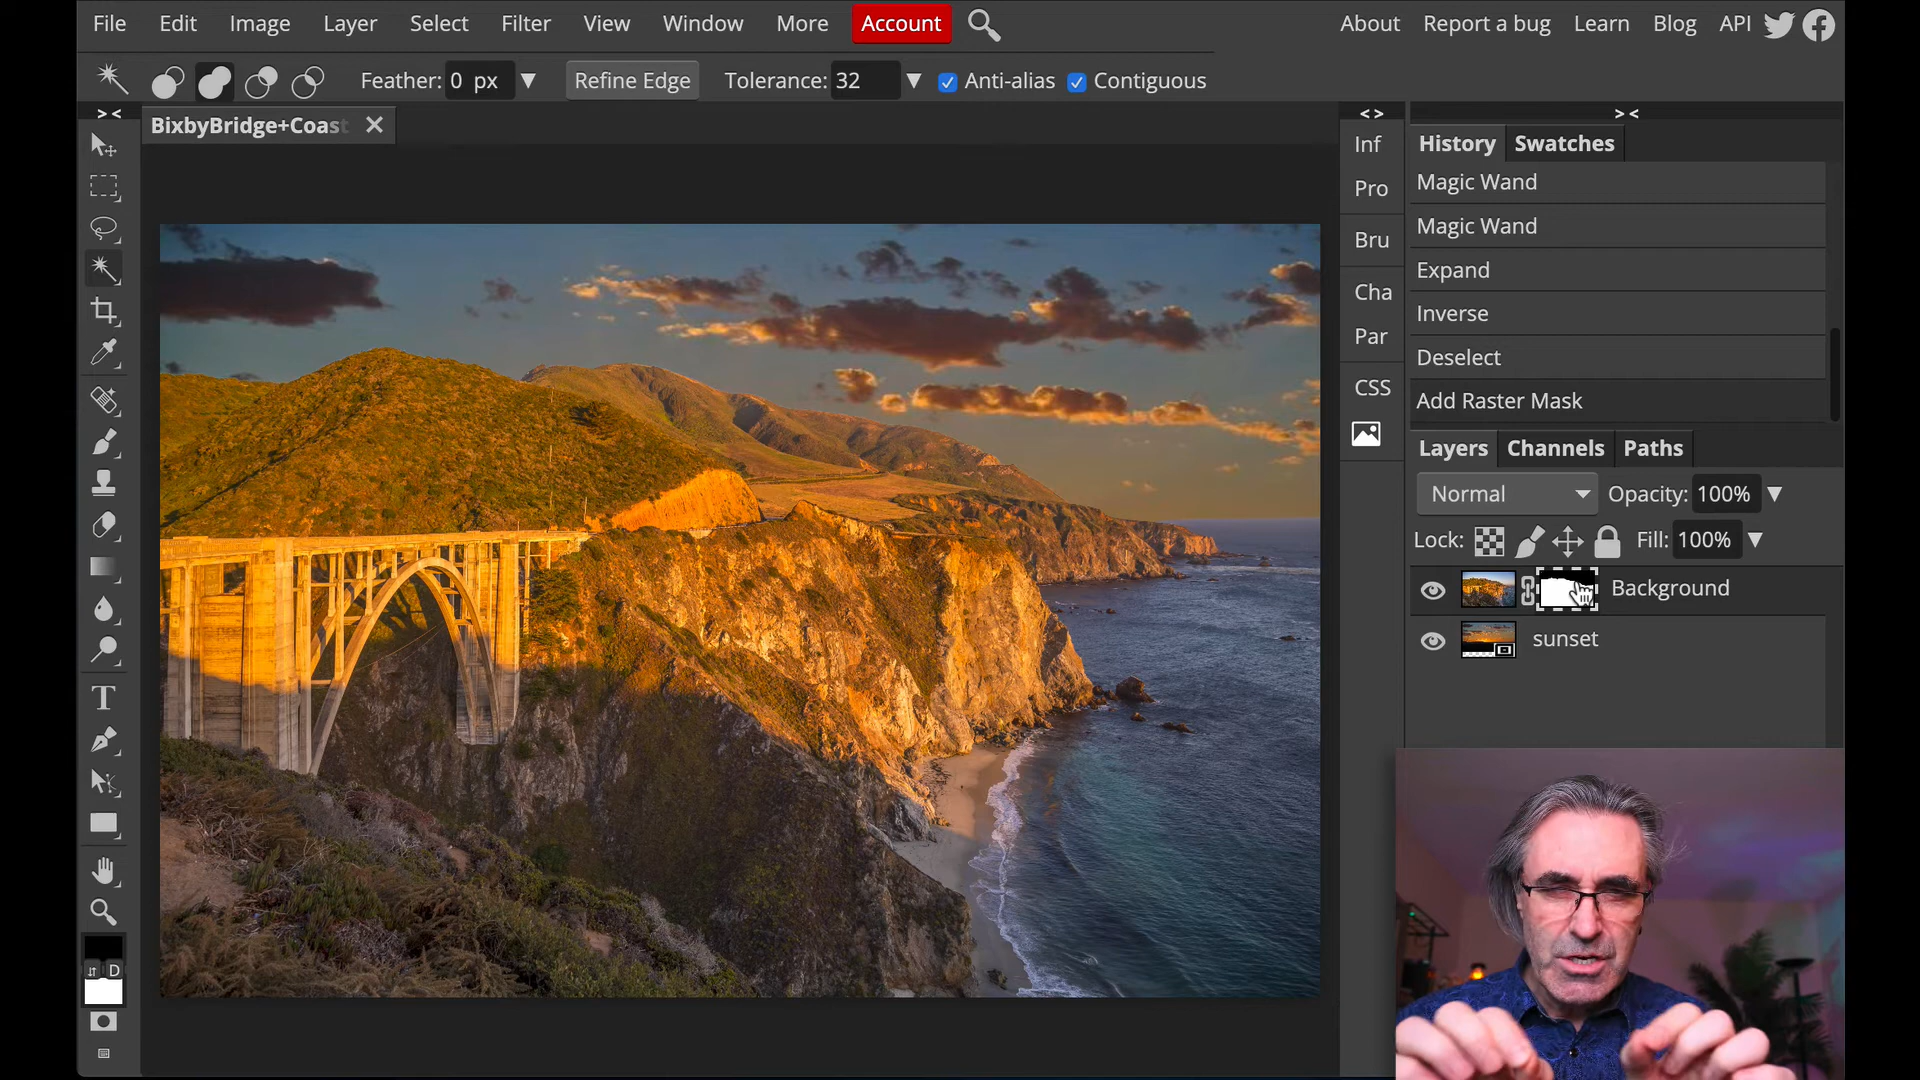 File Edit Image Layer Select Filter View Window More Account About Report a bug Learn Blog API
Feather: 0 px Refine Edge Tolerance: 32 Anti-alias Contiguous
> < < > > <
BixbyBridge+Coast
Inf
Pro
Bru
Cha
Par
CSS
History Swatches
Magic Wand
Magic Wand
Expand
Inverse
Deselect
Add Raster Mask
Layers Channels Paths
Normal Opacity: 100%
Lock: Fill: 100%
Background
sunset
T
D